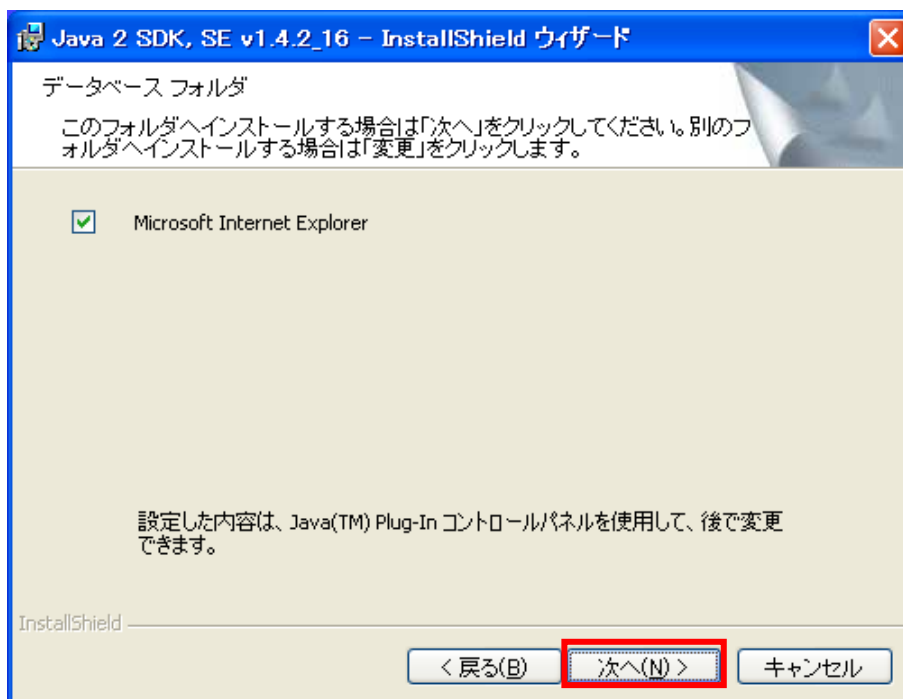 Java 2 SDK, SE v1.4.2_16 - InstallShield ウィザード
データベース フォルダ
このフォルダへインストールする場合は「次へ」をクリックしてください。別のフ
ォルダへインストールする場合は「変更」をクリックします。
Microsoft Internet Explorer
設定した内容は、Java(TM) Plug-In コントロールパネルを使用して、後で変更
できます。
InstallShield
< 戻る(B)
次へ(N) >
キャンセル